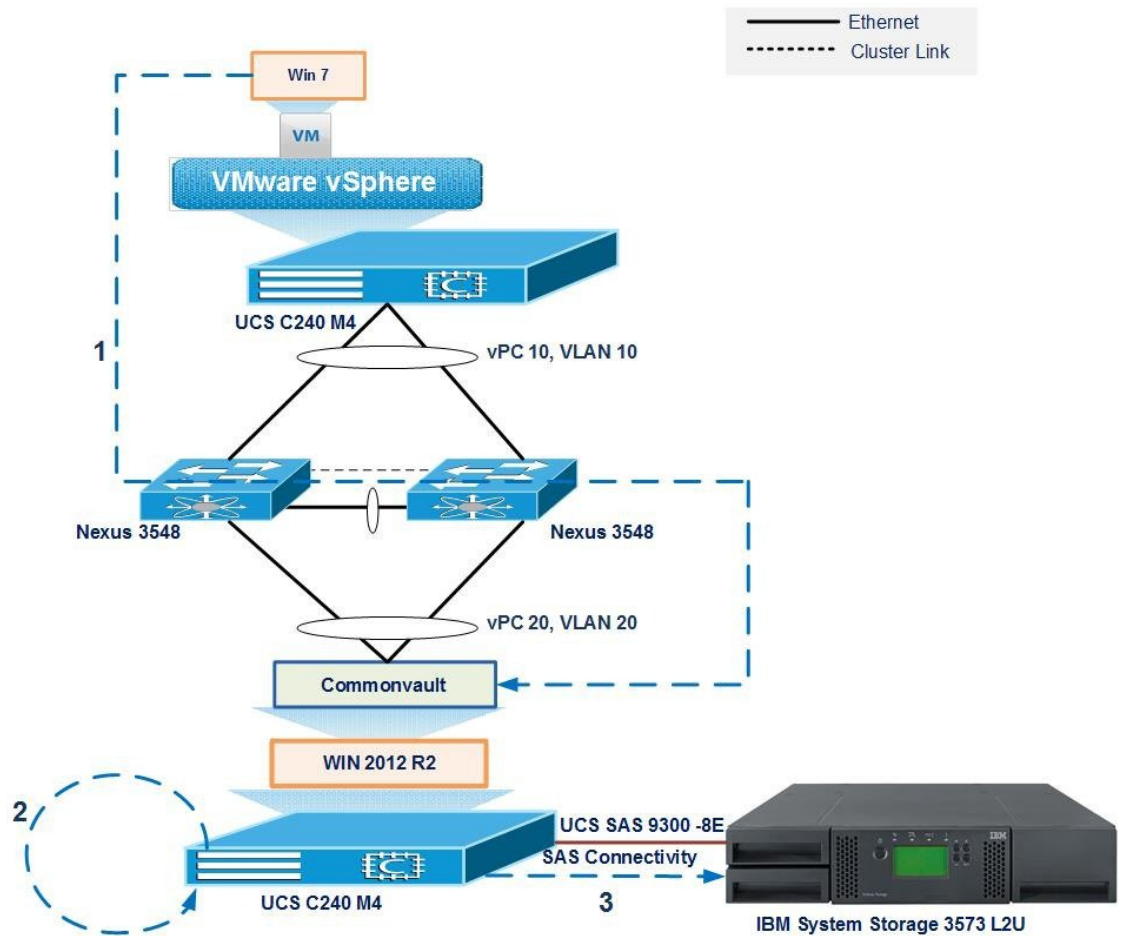 Ethernet
Cluster Link
Win 7
VM
VMware vSphere
UCS C240 M4
1
vPC 10, VLAN 10
Nexus 3548
Nexus 3548
vPC 20, VLAN 20
Commonvault
WIN 2012 R2
2
UCS SAS 9300 -8E
SAS Connectivity
IBM
UCS C240 M4
3
IBM System Storage 3573 L2U